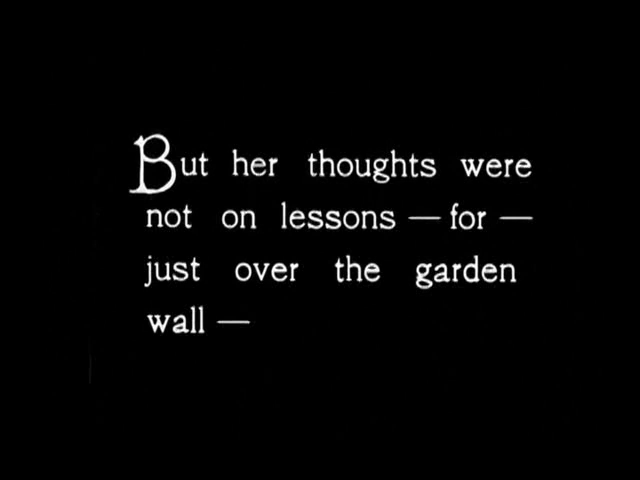 But her thoughts were
not on lessons — for —
just over the garden
wall —